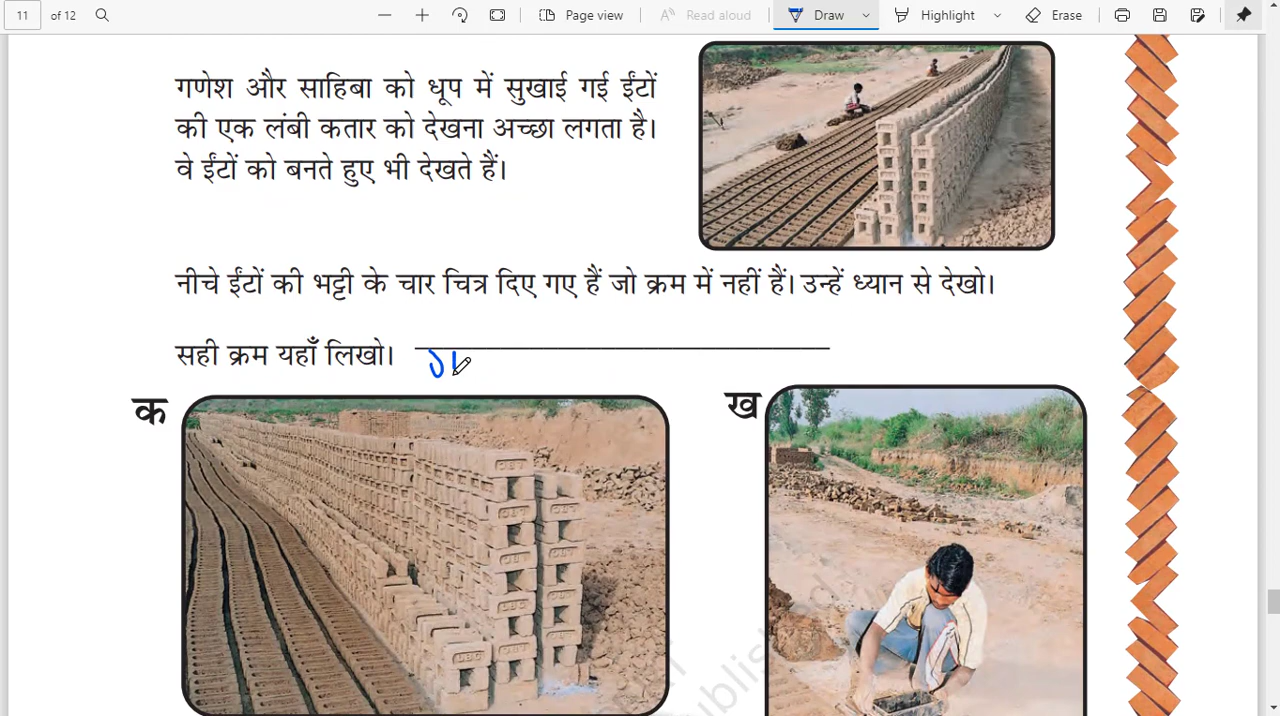 11 of 12 Page view Read aloud Draw Highlight Erase
गणेश और साहिबा को धूप में सुखाई गई ईंटों
की एक लंबी कतार को देखना अच्छा लगता है।
वे ईंटों को बनते हुए भी देखते हैं।
नीचे ईंटों की भट्टी के चार चित्र दिए गए हैं जो क्रम में नहीं हैं। उन्हें ध्यान से देखो।
सही क्रम यहाँ लिखो।
क
ख